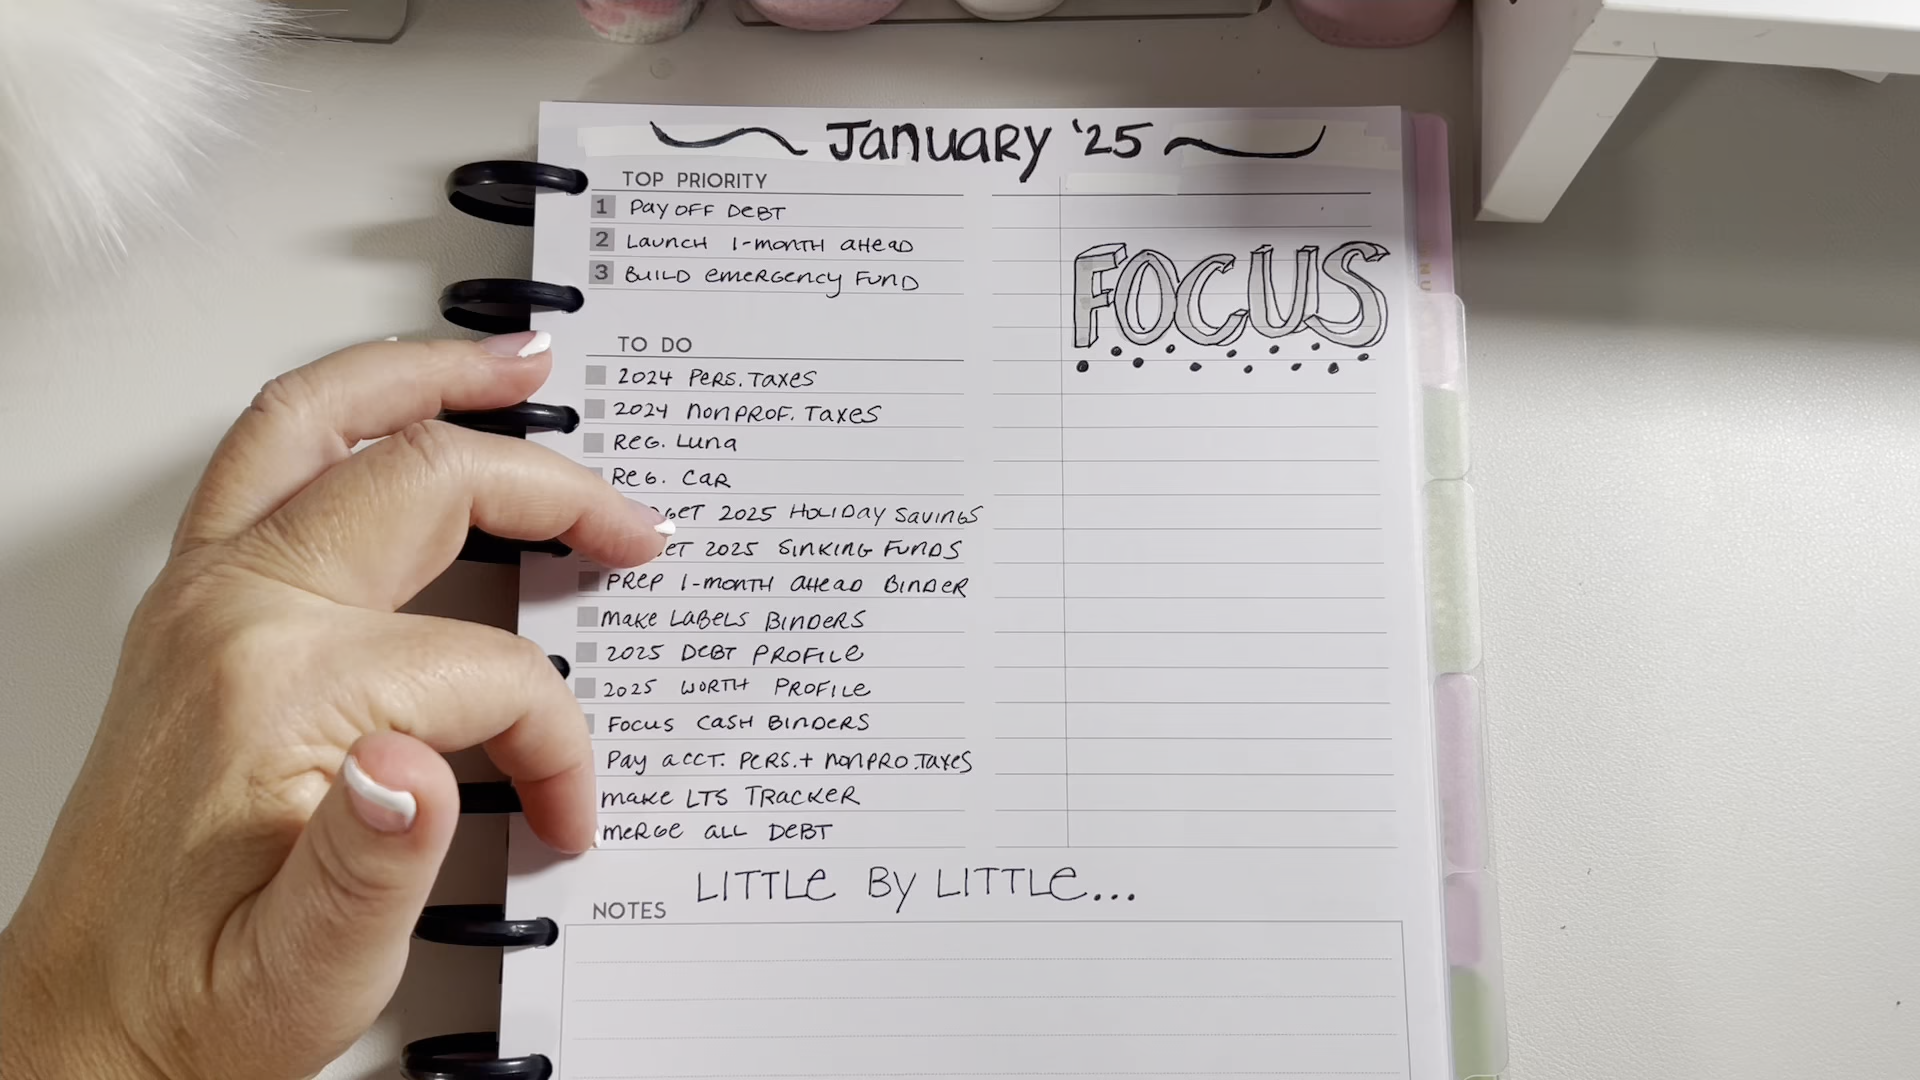 January '25
TOP PRIORITY
1 Pay OFF DEBT
2 Launch 1-month ahead
3 Build emergency Fund
FOCUS
TO DO
2024 Pers. Taxes
2024 nonprof. Taxes
Reg. Luna
Reg. Car
2025 Holiday Savings
2025 Sinking Funds
Prep 1-month ahead Binder
make Labels Binders
2025 Debt Profile
2025 Worth Profile
Focus Cash Binders
Pay acct. Pers.+ nonpro.Taxes
make LTS Tracker
merge all Debt
Little By Little...
NOTES